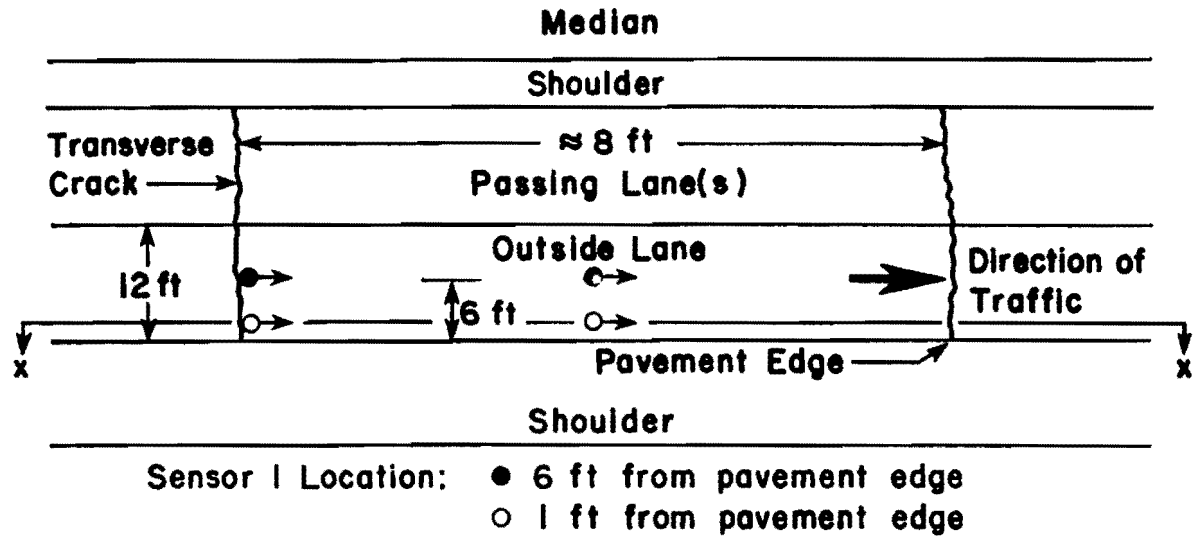 Median
Shoulder
Transverse
Crack
≈ 8 ft
Passing Lane(s)
Outside Lane
12 ft
6 ft
Direction of
Traffic
x
x
Pavement Edge
Shoulder
Sensor 1 Location:
● 6 ft from pavement edge
○ 1 ft from pavement edge